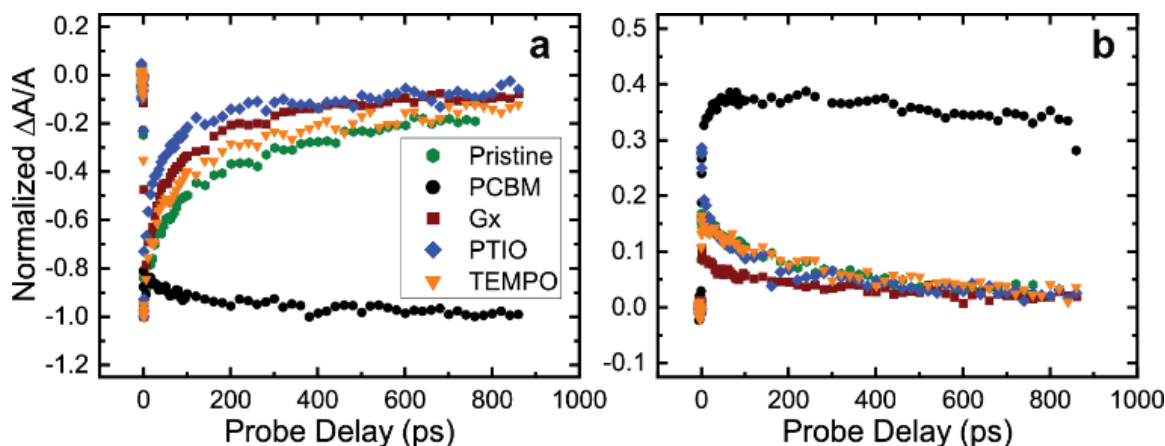 a
b
Normalized ΔA/A
0.2
0.0
-0.2
-0.4
-0.6
-0.8
-1.0
-1.2
Pristine
PCBM
Gx
PTIO
TEMPO
0 200 400 600 800 1000
Probe Delay (ps)
0.5
0.4
0.3
0.2
0.1
0.0
-0.1
0 200 400 600 800 1000
Probe Delay (ps)